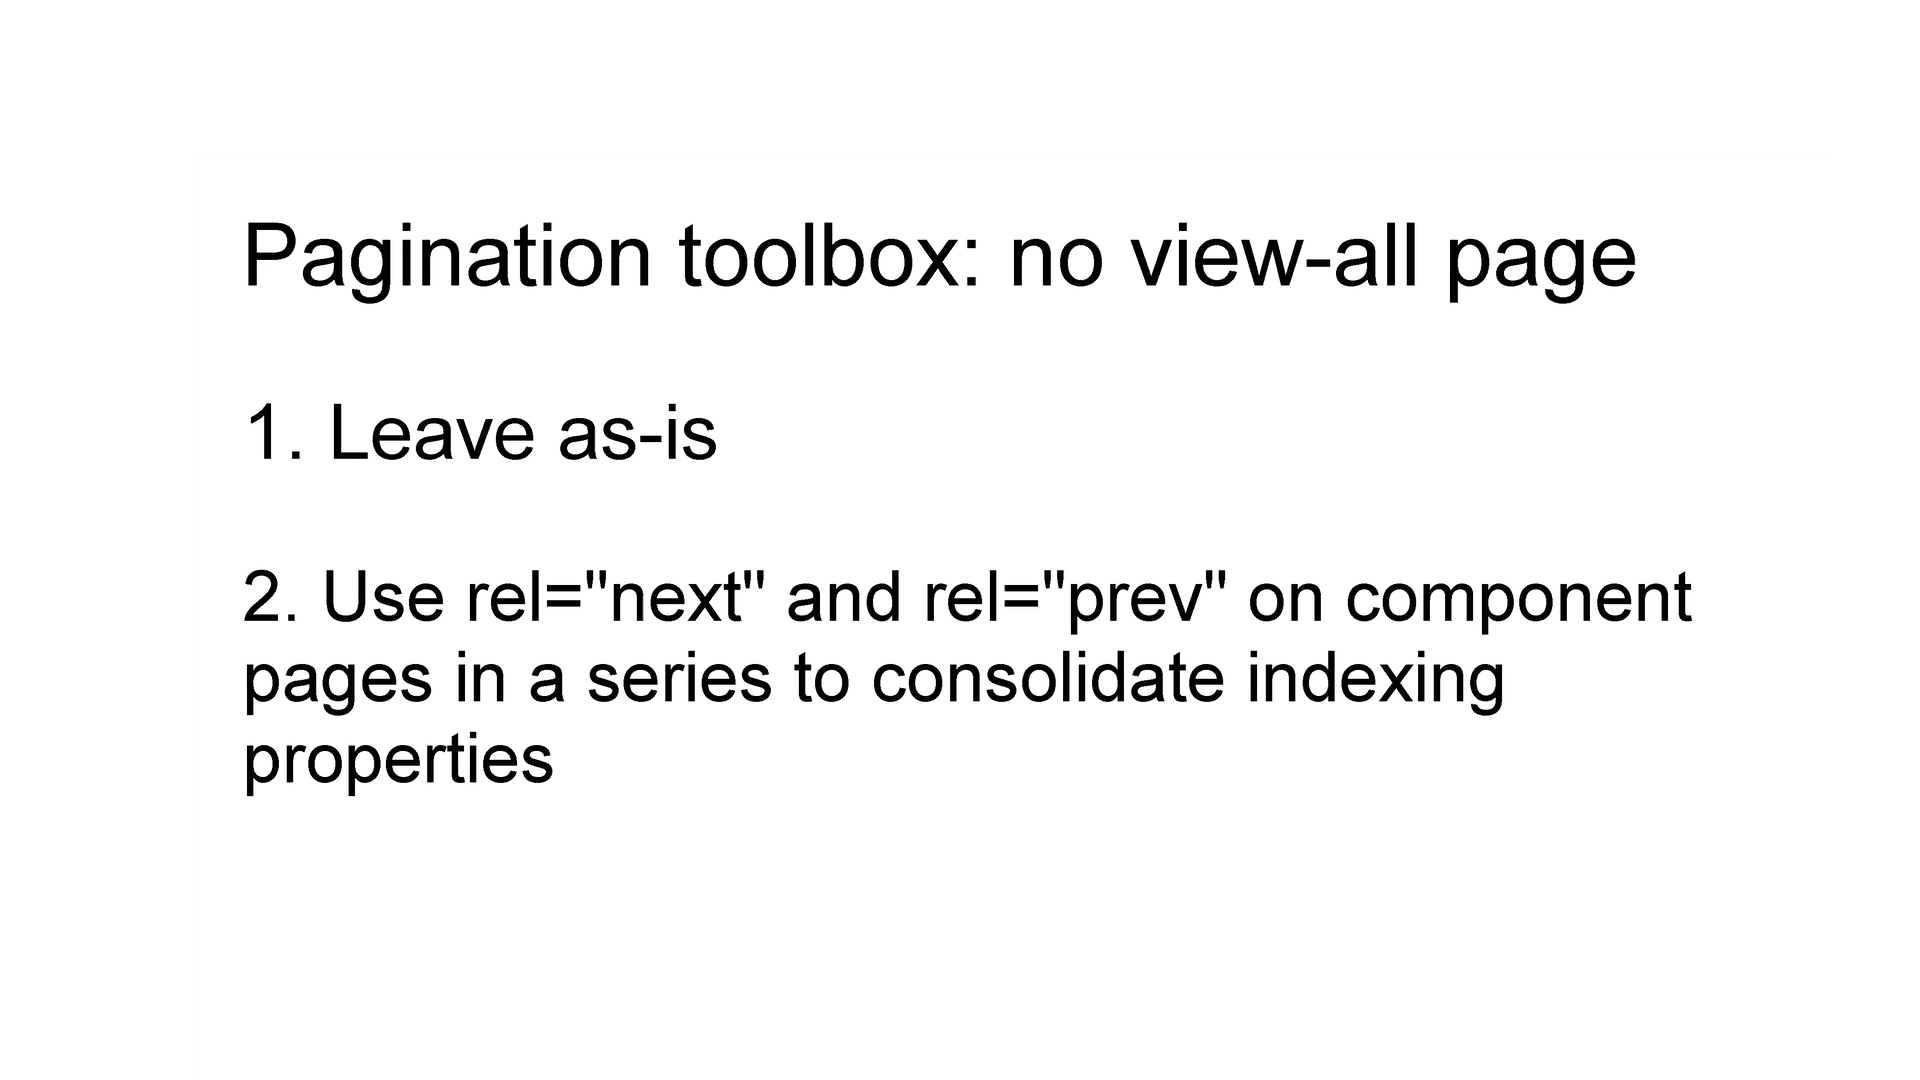 Pagination toolbox: no view-all page
1. Leave as-is
2. Use rel="next" and rel="prev" on component
pages in a series to consolidate indexing
properties